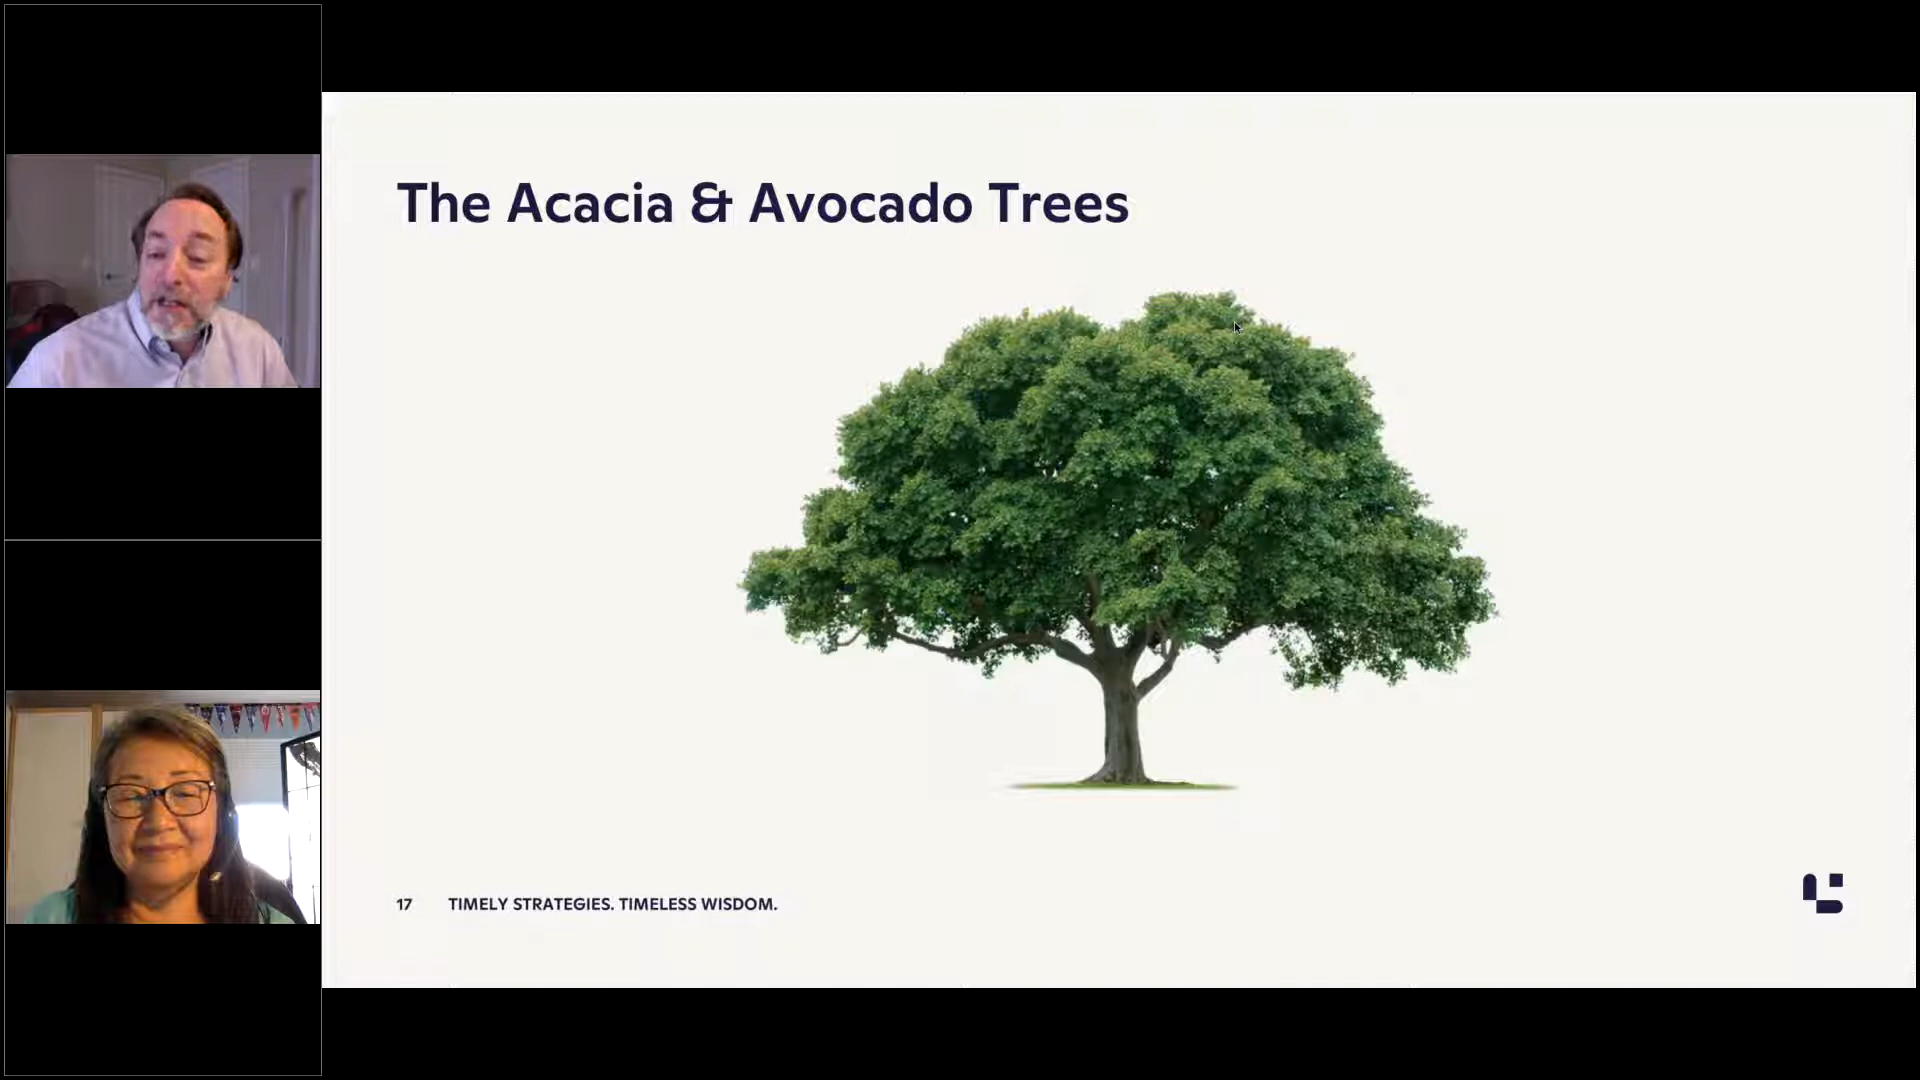 The Acacia & Avocado Trees
17 TIMELY STRATEGIES. TIMELESS WISDOM.